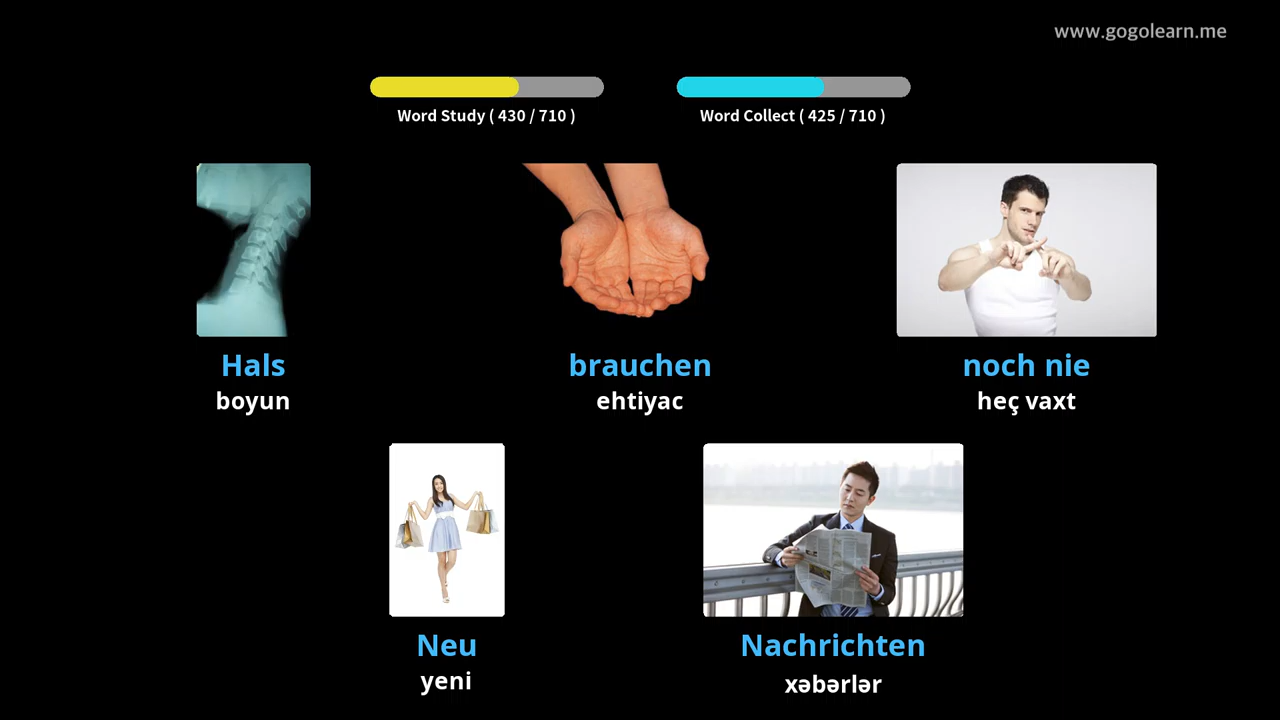 www.gogolearn.me
Word Study ( 430 / 710 )
Word Collect ( 425 / 710 )
Hals
boyun
brauchen
ehtiyac
noch nie
heç vaxt
Neu
yeni
Nachrichten
xəbərlər